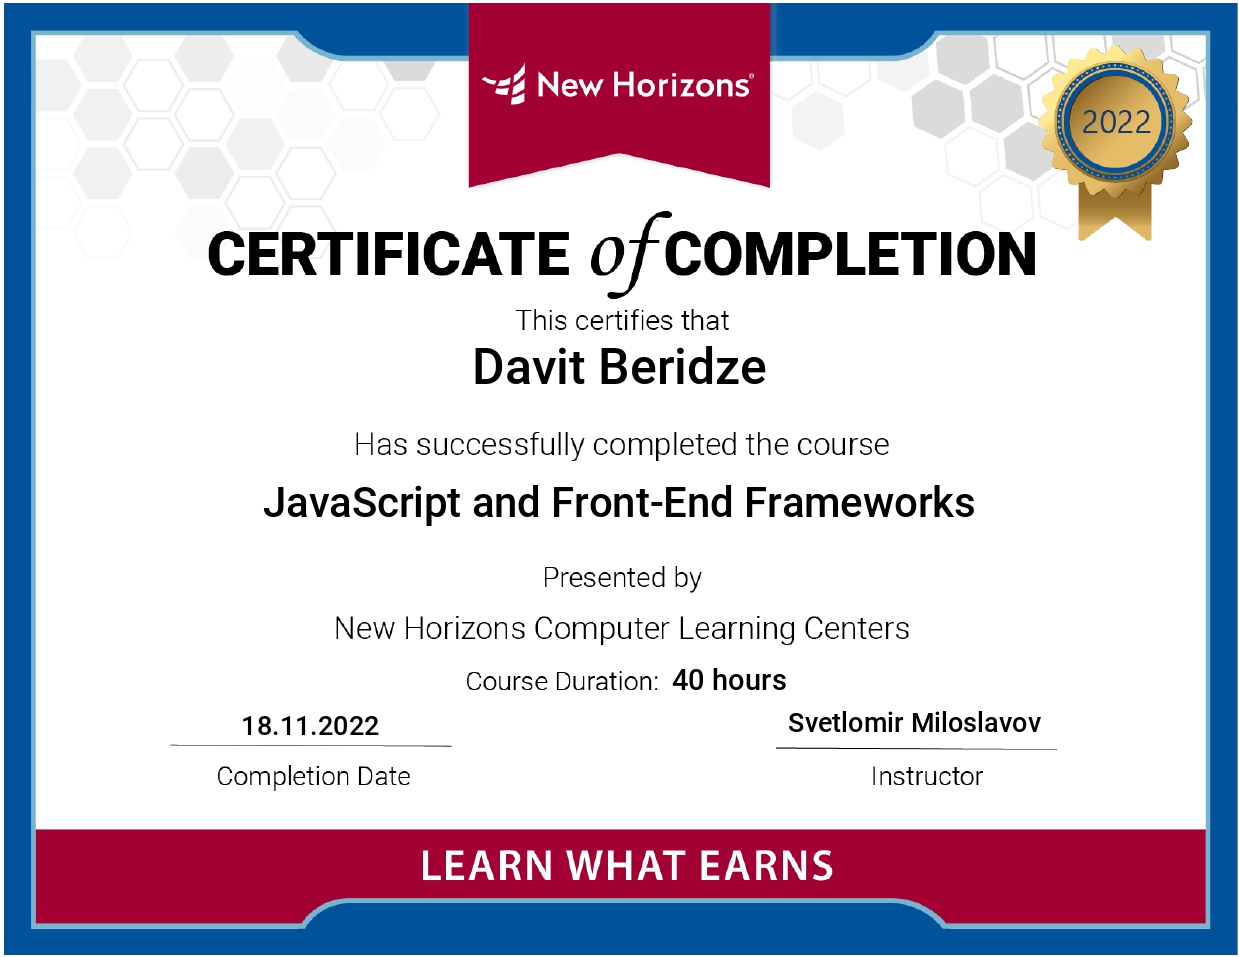 New Horizons®
2022
CERTIFICATE of COMPLETION
This certifies that
Davit Beridze
Has successfully completed the course
JavaScript and Front-End Frameworks
Presented by
New Horizons Computer Learning Centers
Course Duration: 40 hours
18.11.2022
Svetlomir Miloslavov
Completion Date
Instructor
LEARN WHAT EARNS